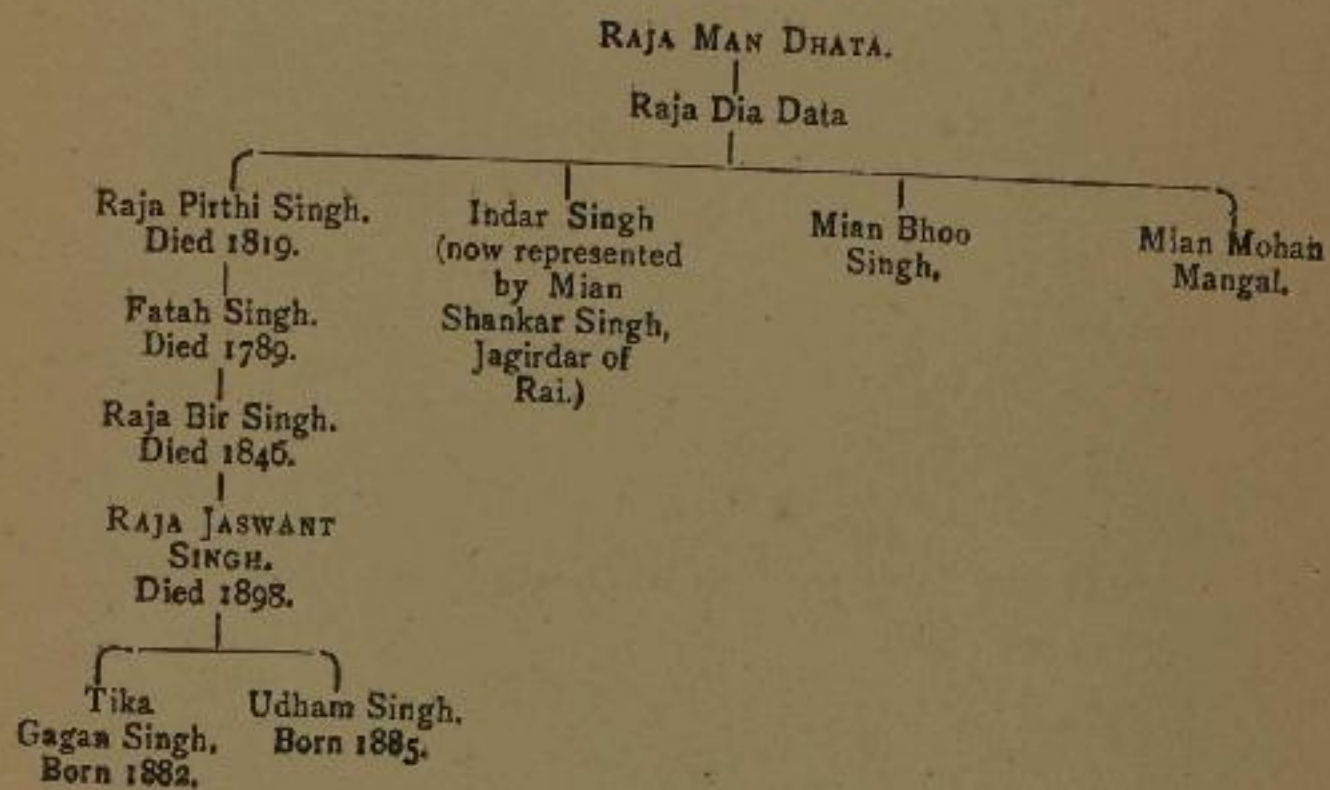 RAJA MAN DHATA.
Raja Dia Data
Raja Pirthi Singh.
Died 1819.
Indar Singh
(now represented
by Mian
Shankar Singh,
Jagirdar of
Rai.)
Mian Bhoo
Singh,
Mian Mohan
Mangal.
Fatah Singh.
Died 1789.
Raja Bir Singh.
Died 1846.
RAJA JASWANT
SINGH.
Died 1898.
Tika
Gagan Singh,
Born 1882.
Udham Singh.
Born 1885.